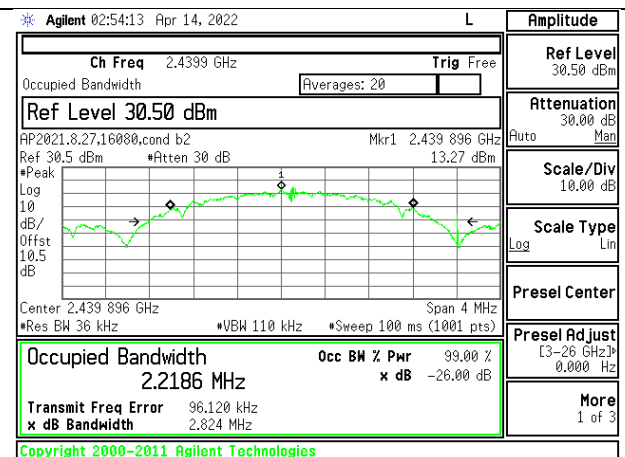 Agilent 02:54:13 Apr 14, 2022 L
Ch Freq 2.4399 GHz Trig Free
Occupied Bandwidth Averages: 20
Ref Level 30.50 dBm
AP2021.8.27,16080,cond b2 Mkr1 2.439 896 GHz
Ref 30.5 dBm #Atten 30 dB 13.27 dBm
#Peak
1
Log
10
dB/
Offst
10.5
dB
Center 2.439 896 GHz Span 4 MHz
#Res BW 36 kHz #VBW 110 kHz #Sweep 100 ms (1001 pts)
Occupied Bandwidth Occ BW % Pwr 99.00 %
2.2186 MHz x dB -26.00 dB
Transmit Freq Error 96.120 kHz
x dB Bandwidth 2.824 MHz
Copyright 2000-2011 Agilent Technologies
Amplitude
Ref Level
30.50 dBm
Attenuation
30.00 dB
Auto Man
Scale/Div
10.00 dB
Scale Type
Log Lin
Presel Center
Presel Adjust
[3-26 GHz]
0.000 Hz
More
1 of 3